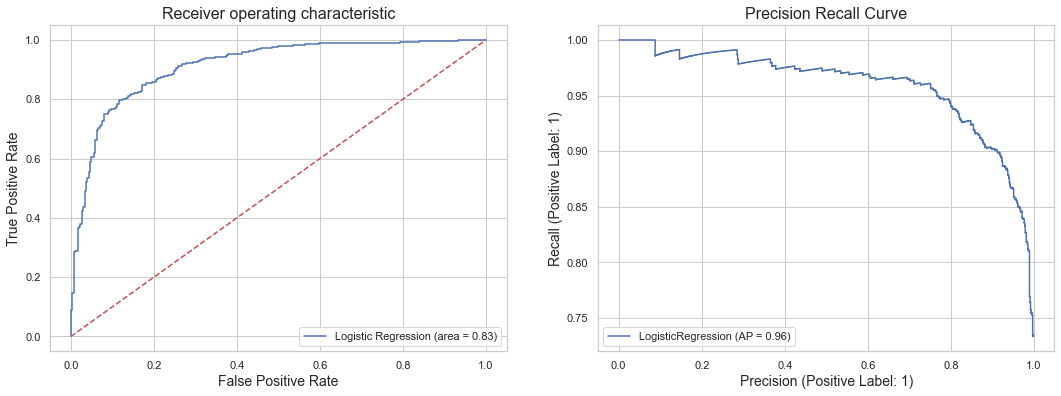 Receiver operating characteristic
1.0
0.8
0.6
0.4
0.2
0.0
True Positive Rate
Logistic Regression (area = 0.83)
0.0 0.2 0.4 0.6 0.8 1.0
False Positive Rate
Precision Recall Curve
1.00
0.95
0.90
0.85
0.80
0.75
Recall (Positive Label: 1)
LogisticRegression (AP = 0.96)
0.0 0.2 0.4 0.6 0.8 1.0
Precision (Positive Label: 1)